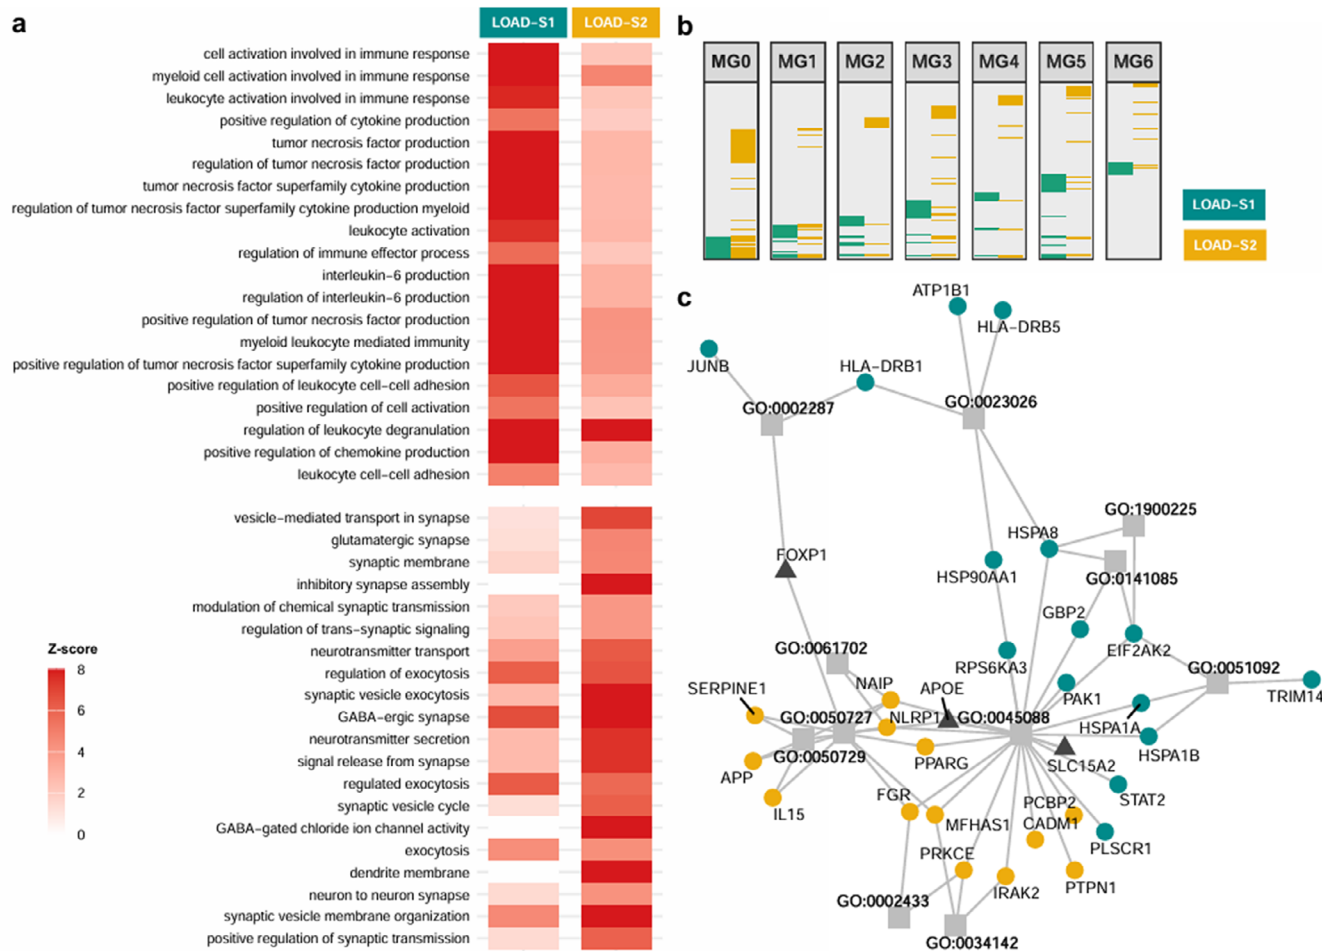 a
LOAD-S1
LOAD-S2
cell activation involved in immune response
myeloid cell activation involved in immune response
leukocyte activation involved in immune response
positive regulation of cytokine production
tumor necrosis factor production
regulation of tumor necrosis factor production
tumor necrosis factor superfamily cytokine production
regulation of tumor necrosis factor superfamily cytokine production myeloid
leukocyte activation
regulation of immune effector process
interleukin-6 production
regulation of interleukin-6 production
positive regulation of tumor necrosis factor production
myeloid leukocyte mediated immunity
positive regulation of tumor necrosis factor superfamily cytokine production
positive regulation of leukocyte cell-cell adhesion
positive regulation of cell activation
regulation of leukocyte degranulation
positive regulation of chemokine production
leukocyte cell-cell adhesion
vesicle-mediated transport in synapse
glutamatergic synapse
synaptic membrane
inhibitory synapse assembly
modulation of chemical synaptic transmission
regulation of trans-synaptic signaling
neurotransmitter transport
regulation of exocytosis
synaptic vesicle exocytosis
GABA-ergic synapse
neurotransmitter secretion
signal release from synapse
regulated exocytosis
synaptic vesicle cycle
GABA-gated chloride ion channel activity
exocytosis
dendrite membrane
neuron to neuron synapse
synaptic vesicle membrane organization
positive regulation of synaptic transmission
Z-score
8
6
4
2
0
b
MG0
MG1
MG2
MG3
MG4
MG5
MG6
LOAD-S1
LOAD-S2
c
ATP1B1
HLA-DRB5
JUNB
HLA-DRB1
GO:0002287
GO:0023026
GO:1900225
HSPA8
FOXP1
HSP90AA1
GO:0141085
GBP2
GO:0061702
RPS6KA3
EIF2AK2
GO:0051092
SERPINE1
NAIP
APOE
PAK1
TRIM14
GO:0050727
NLRP1
GO:0045088
HSPA1A
GO:0050729
HSPA1B
APP
PPARG
SLC15A2
IL15
FGR
STAT2
PCBP2
MFHAS1
CADM1
PLSCR1
PRKCE
IRAK2
PTPN1
GO:0002433
GO:0034142